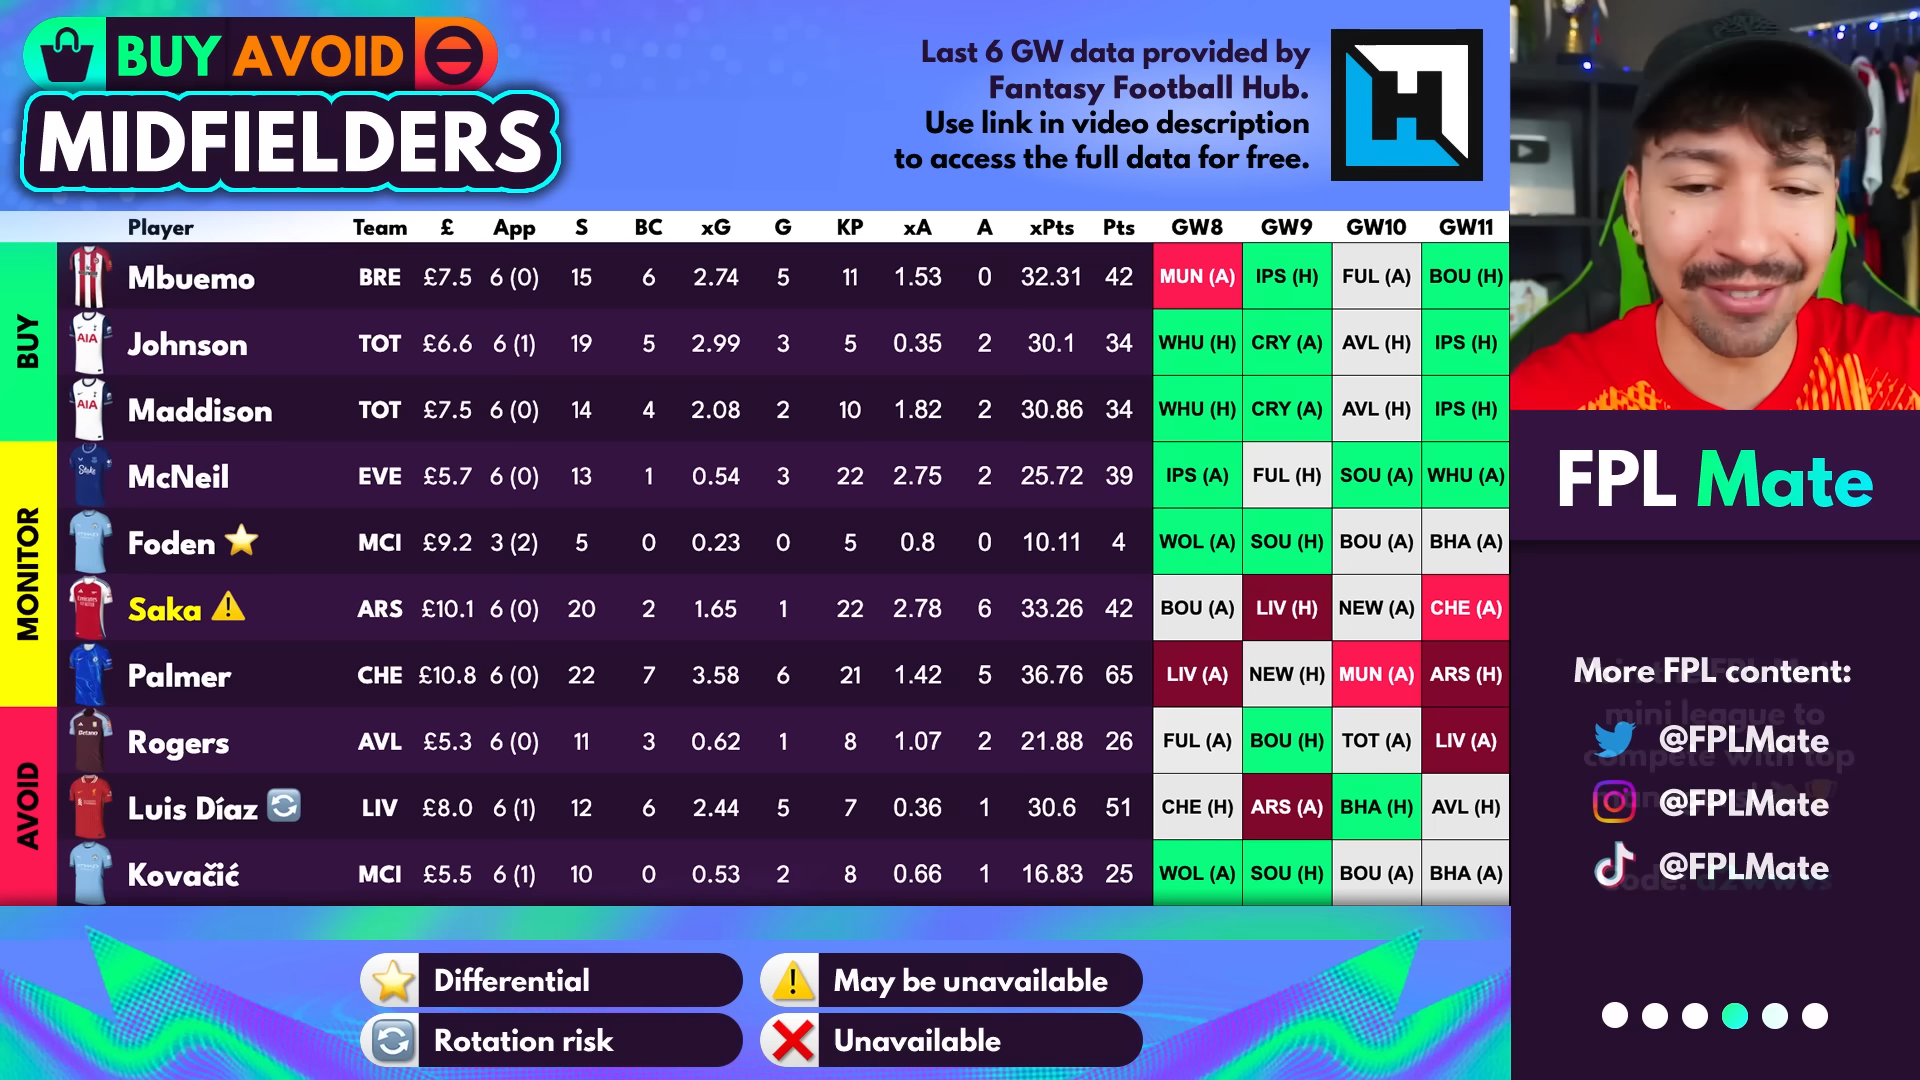 BUY AVOID
MIDFIELDERS
Last 6 GW data provided by
Fantasy Football Hub.
Use link in video description
to access the full data for free.
H
Player Team £ App S BC xG G KP xA A xPts Pts GW8 GW9 GW10 GW11
BUY
Mbuemo BRE £7.5 6 (0) 15 6 2.74 5 11 1.53 0 32.31 42 MUN (A) IPS (H) FUL (A) BOU (H)
Johnson TOT £6.6 6 (1) 19 5 2.99 3 5 0.35 2 30.1 34 WHU (H) CRY (A) AVL (H) IPS (H)
Maddison TOT £7.5 6 (0) 14 4 2.08 2 10 1.82 2 30.86 34 WHU (H) CRY (A) AVL (H) IPS (H)
MONITOR
McNeil EVE £5.7 6 (0) 13 1 0.54 3 22 2.75 2 25.72 39 IPS (A) FUL (H) SOU (A) WHU (A)
Foden MCI £9.2 3 (2) 5 0 0.23 0 5 0.8 0 10.11 4 WOL (A) SOU (H) BOU (A) BHA (A)
Saka ARS £10.1 6 (0) 20 2 1.65 1 22 2.78 6 33.26 42 BOU (A) LIV (H) NEW (A) CHE (A)
Palmer CHE £10.8 6 (0) 22 7 3.58 6 21 1.42 5 36.76 65 LIV (A) NEW (H) MUN (A) ARS (H)
AVOID
Rogers AVL £5.3 6 (0) 11 3 0.62 1 8 1.07 2 21.88 26 FUL (A) BOU (H) TOT (A) LIV (A)
Luis Díaz LIV £8.0 6 (1) 12 6 2.44 5 7 0.36 1 30.6 51 CHE (H) ARS (A) BHA (H) AVL (H)
Kovačić MCI £5.5 6 (1) 10 0 0.53 2 8 0.66 1 16.83 25 WOL (A) SOU (H) BOU (A) BHA (A)
Differential
May be unavailable
Rotation risk
Unavailable
FPL Mate
More FPL content:
mini league to
@FPLMate
compete with top
@FPLMate
@FPLMate